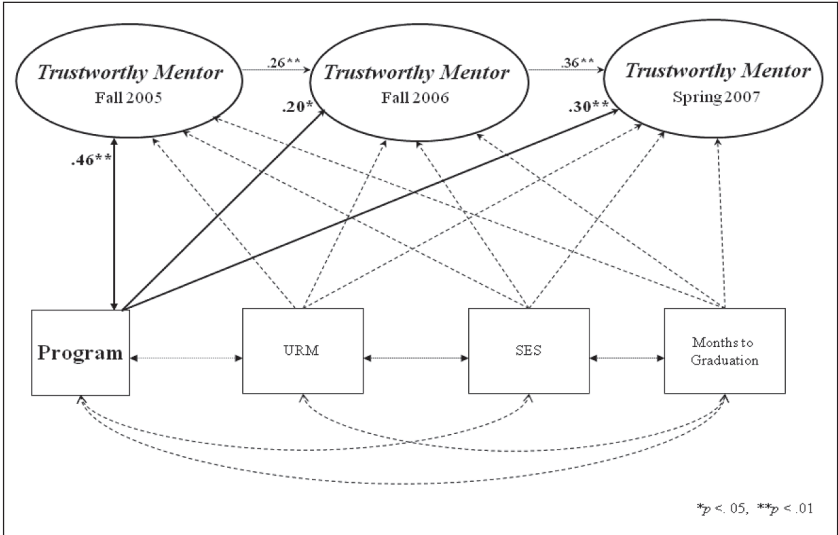 Trustworthy Mentor
Fall 2005
.26**
Trustworthy Mentor
Fall 2006
.36**
Trustworthy Mentor
Spring 2007
.46**
.20*
.30**
Program
URM
SES
Months to
Graduation
*p <. 05, **p < .01